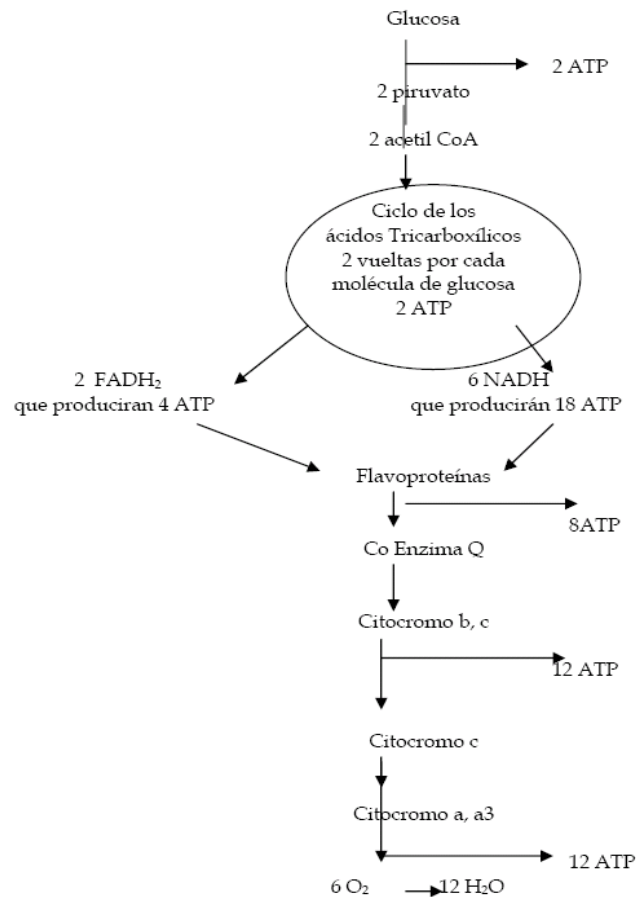 Glucosa
2 ATP
2 piruvato
2 acetil CoA
Ciclo de los
ácidos Tricarboxílicos
2 vueltas por cada
molécula de glucosa
2 ATP
2 FADH₂
que produciran 4 ATP
6 NADH
que producirán 18 ATP
Flavoproteínas
8ATP
Co Enzima Q
Citocromo b, c
12 ATP
Citocromo c
Citocromo a, a3
12 ATP
6 O₂ 12 H₂O